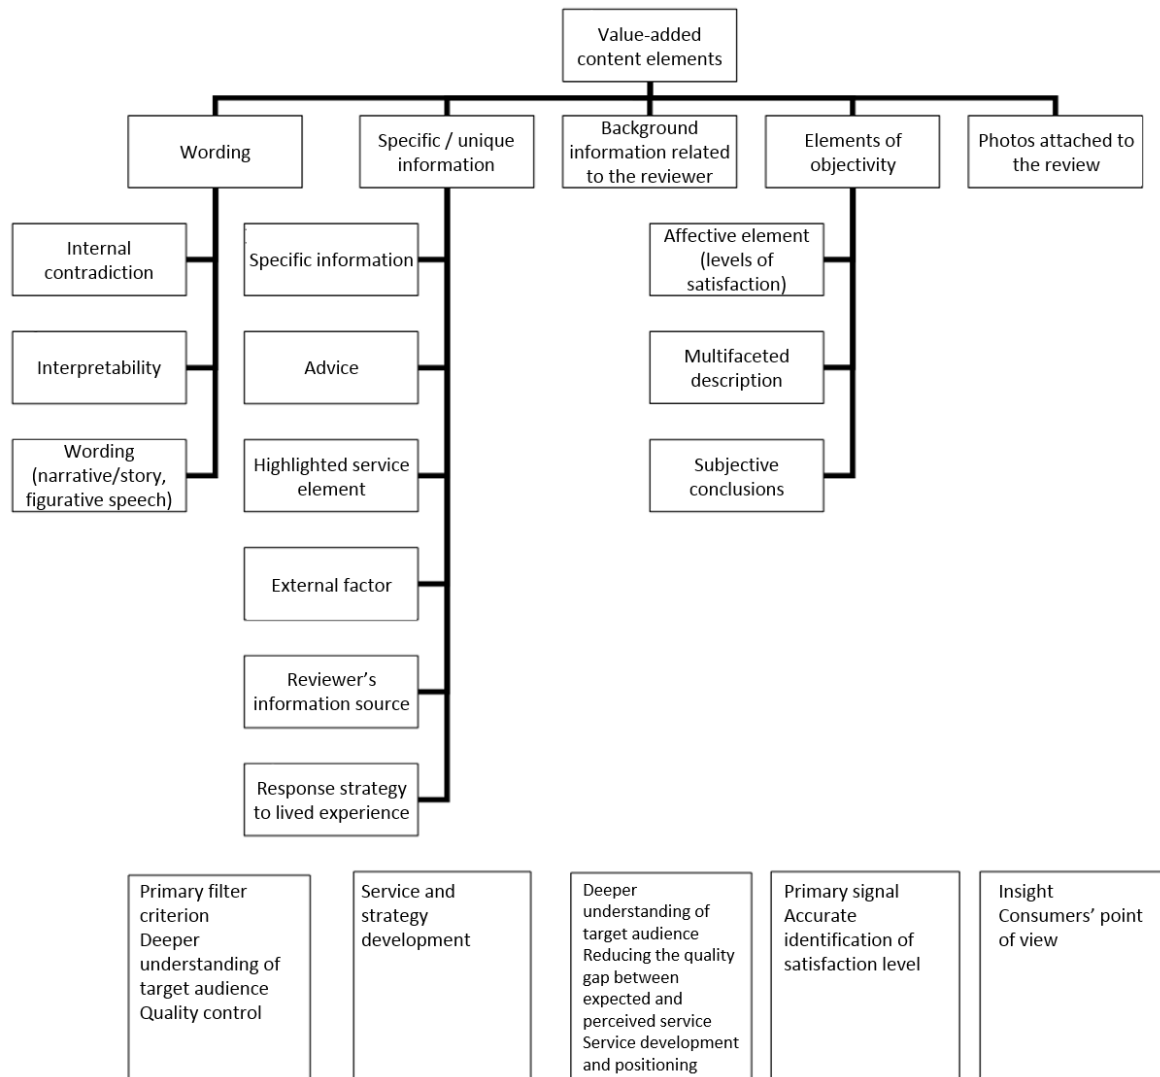 Value-added
content elements
Wording
Specific / unique
information
Background
information related
to the reviewer
Elements of
objectivity
Photos attached to
the review
Internal
contradiction
Interpretability
Wording
(narrative/story,
figurative speech)
Specific information
Advice
Highlighted service
element
External factor
Reviewer’s
information source
Response strategy
to lived experience
Affective element
(levels of
satisfaction)
Multifaceted
description
Subjective
conclusions
Primary filter
criterion
Deeper
understanding of
target audience
Quality control
Service and
strategy
development
Deeper
understanding of
target audience
Reducing the quality
gap between
expected and
perceived service
Service development
and positioning
Primary signal
Accurate
identification of
satisfaction level
Insight
Consumers’ point
of view